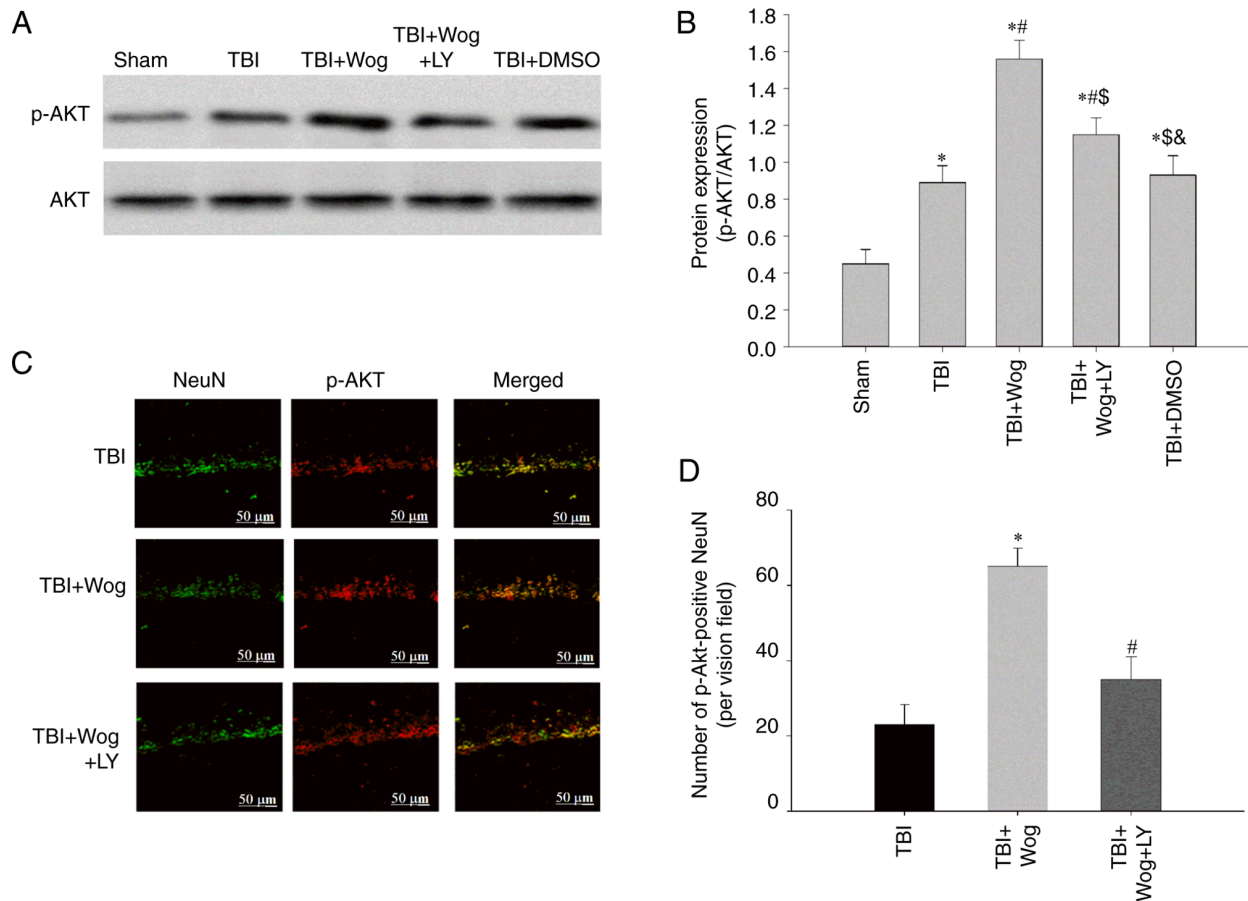 A
Sham
TBI
TBI+Wog
TBI+Wog
+LY
TBI+DMSO
p-AKT
AKT
B
Protein expression
(p-AKT/AKT)
1.8
1.6
1.4
1.2
1.0
0.8
0.6
0.4
0.2
0.0
*
*#
*#$
*$&
Sham
TBI
TBI+Wog
TBI+
Wog+LY
TBI+DMSO
C
NeuN
p-AKT
Merged
TBI
50 µm
50 µm
50 µm
TBI+Wog
50 µm
50 µm
50 µm
TBI+Wog
+LY
50 µm
50 µm
50 µm
D
Number of p-Akt-positive NeuN
(per vision field)
80
60
40
20
0
*
#
TBI
TBI+
Wog
TBI+
Wog+LY